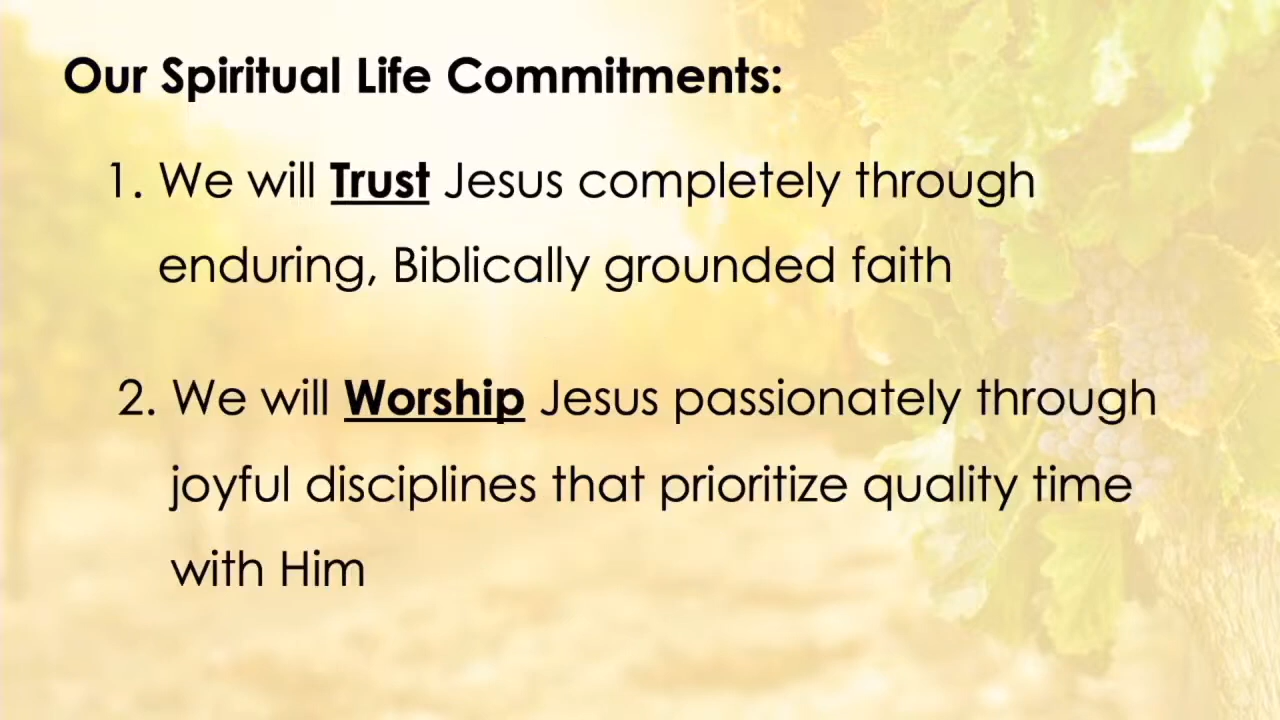 Our Spiritual Life Commitments:
1. We will Trust Jesus completely through
enduring, Biblically grounded faith
2. We will Worship Jesus passionately through
joyful disciplines that prioritize quality time
with Him